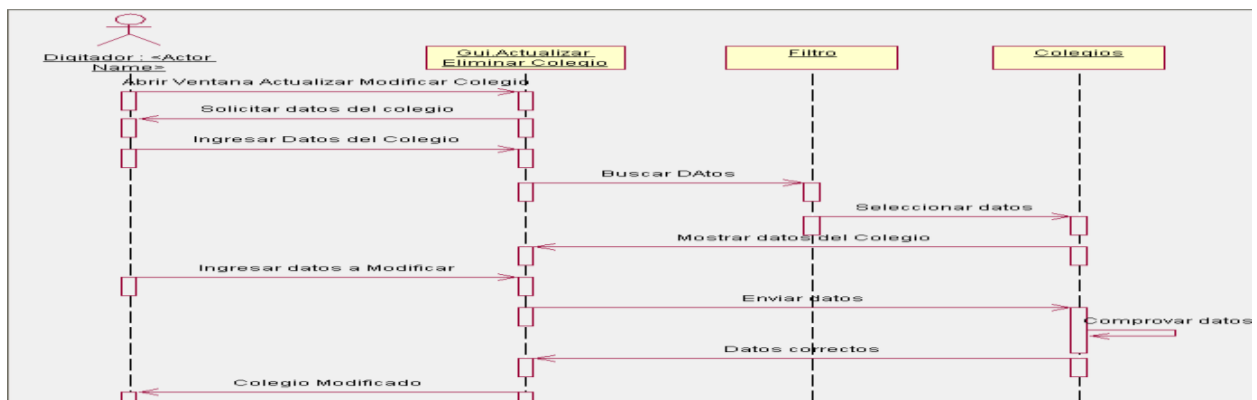 Digitador : <Actor
Name>
Gui.Actualizar
Eliminar Colegio
Filtro
Colegios
Abrir Ventana Actualizar Modificar Colegio
Solicitar datos del colegio
Ingresar Datos del Colegio
Buscar DAtos
Seleccionar datos
Mostrar datos del Colegio
Ingresar datos a Modificar
Enviar datos
Comprovar datos
Datos correctos
Colegio Modificado